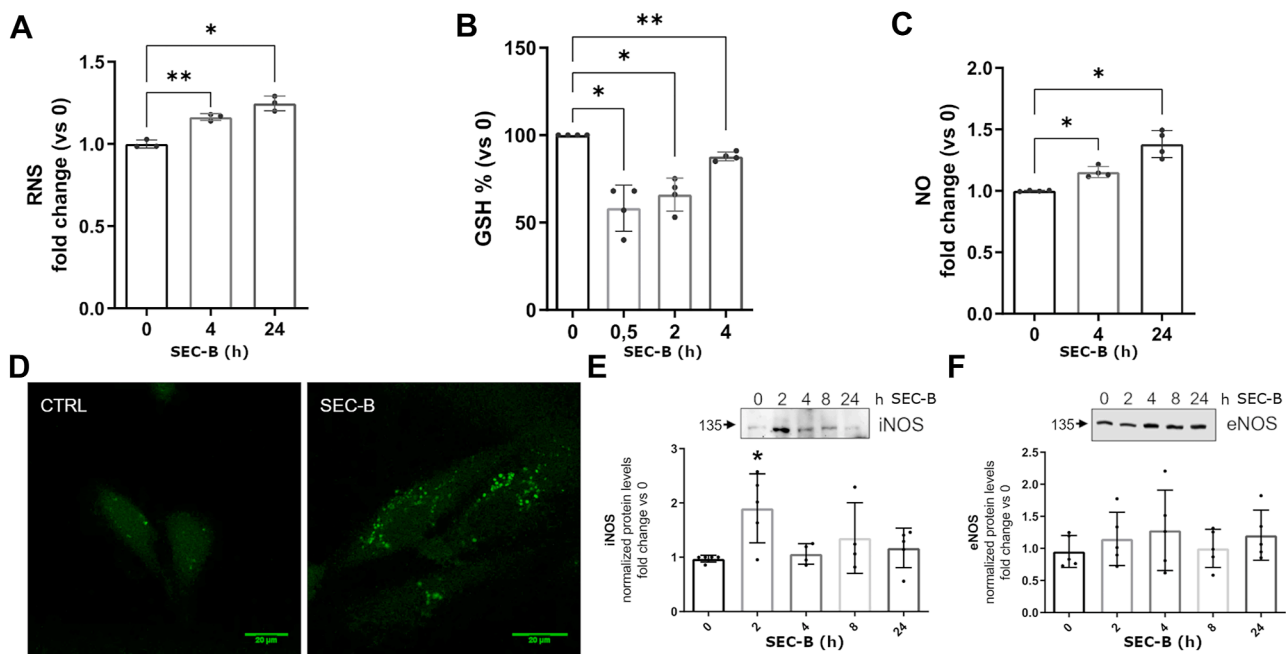 A
RNS
fold change (vs 0)
1.5
1.0
0.5
0.0
*
**
0 4 24
SEC-B (h)
B
GSH % (vs 0)
150
100
50
0
**
*
*
0 0,5 2 4
SEC-B (h)
C
NO
fold change (vs 0)
2.0
1.5
1.0
0.5
0.0
*
*
0 4 24
SEC-B (h)
D
CTRL
20 µm
SEC-B
20 µm
E
0 2 4 8 24 h SEC-B
135 iNOS
iNOS
normalized protein levels
fold change vs 0
3
2
1
0
*
0 2 4 8 24
SEC-B (h)
F
0 2 4 8 24 h SEC-B
135 eNOS
eNOS
normalized protein levels
fold change vs 0
2.5
2.0
1.5
1.0
0.5
0.0
0 2 4 8 24
SEC-B (h)